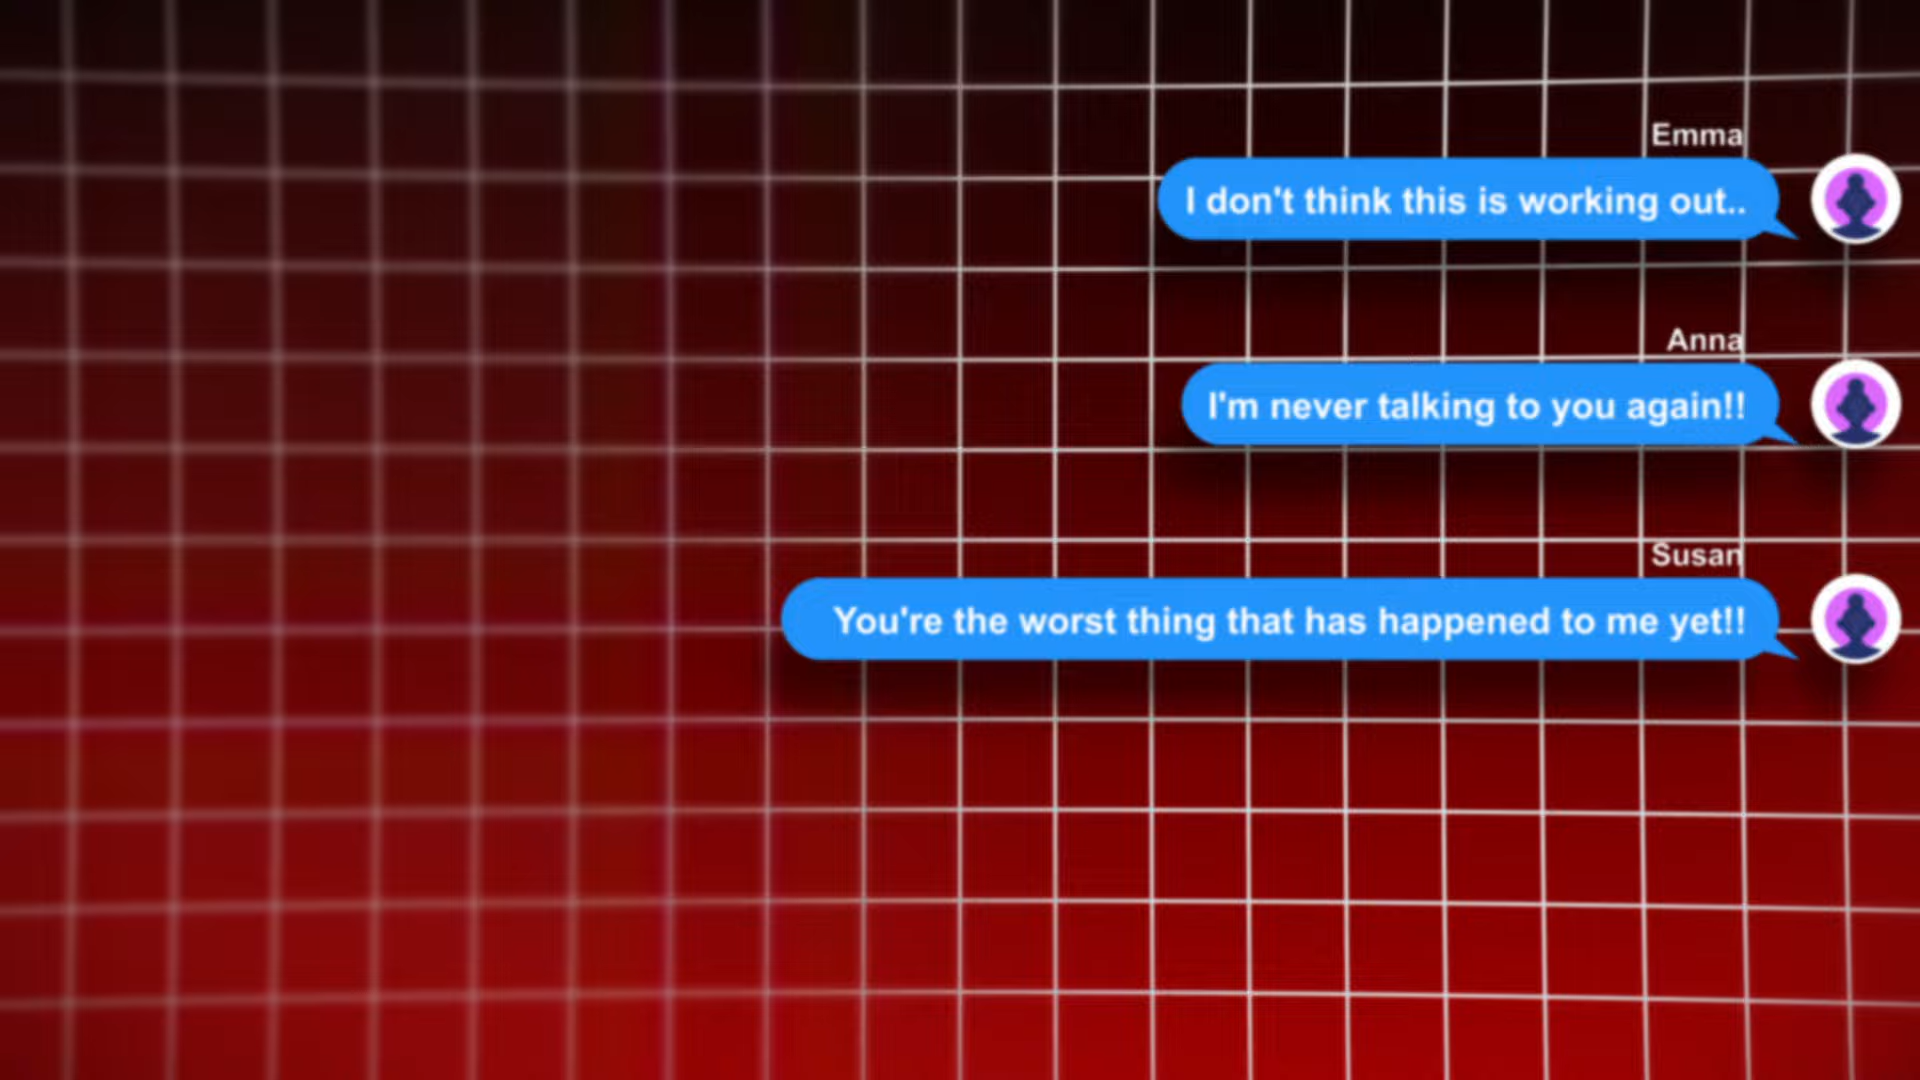 Emma
I don't think this is working out..
Anna
I'm never talking to you again!!
Susan
You're the worst thing that has happened to me yet!!